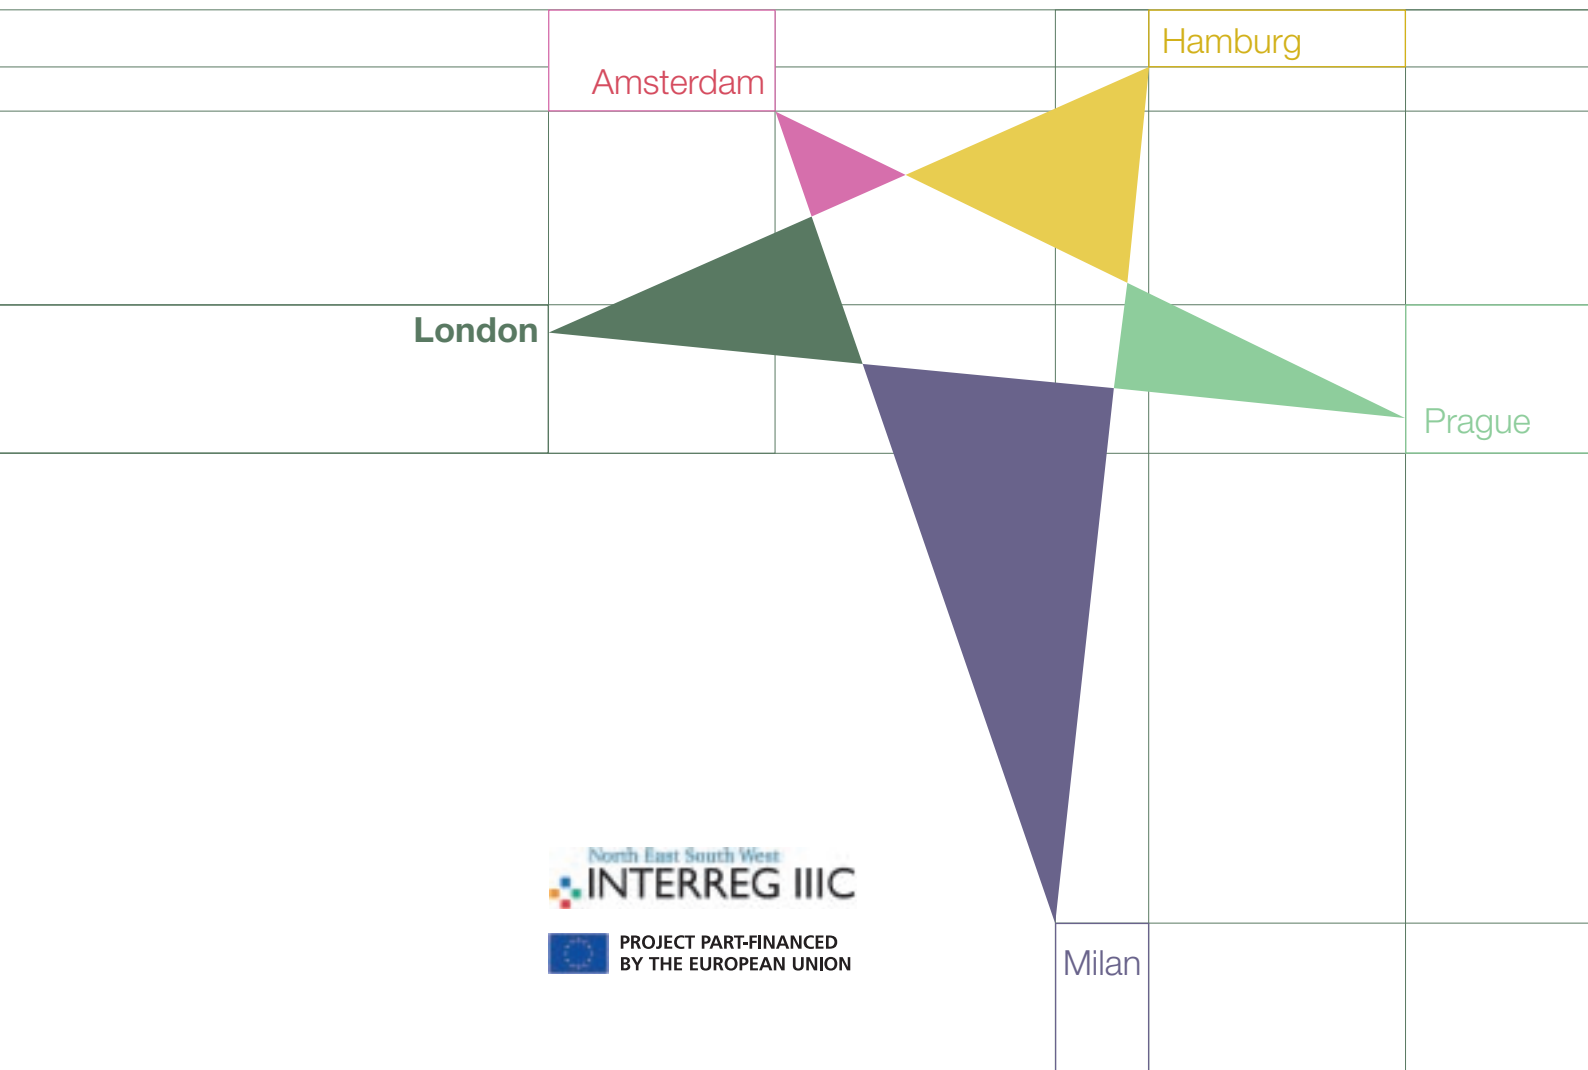 Hamburg
Amsterdam
London
Prague
North East South West
INTERREG IIIC
PROJECT PART-FINANCED
BY THE EUROPEAN UNION
Milan